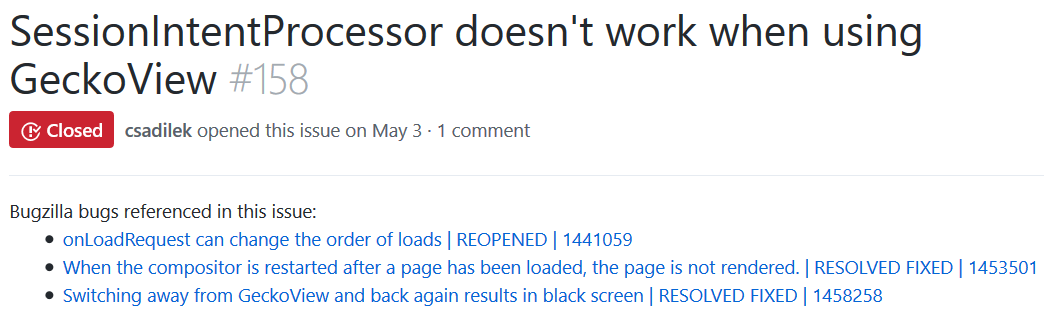 SessionIntentProcessor doesn't work when using
GeckoView #158
Closed csadilek opened this issue on May 3 · 1 comment
Bugzilla bugs referenced in this issue:
• onLoadRequest can change the order of loads | REOPENED | 1441059
• When the compositor is restarted after a page has been loaded, the page is not rendered. | RESOLVED FIXED | 1453501
• Switching away from GeckoView and back again results in black screen | RESOLVED FIXED | 1458258